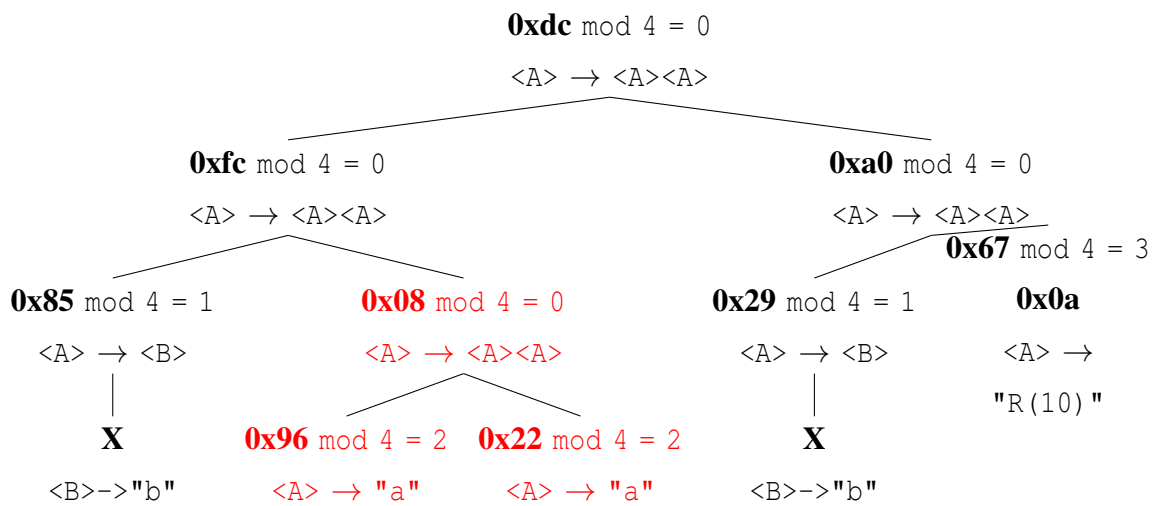 0xdc mod 4 = 0
<A> → <A><A>
0xfc mod 4 = 0 0xa0 mod 4 = 0
<A> → <A><A> <A> → <A><A>
0x67 mod 4 = 3
0x85 mod 4 = 1 0x08 mod 4 = 0 0x29 mod 4 = 1 0x0a
<A> → <B> <A> → <A><A> <A> → <B> <A> →
"R(10)"
X 0x96 mod 4 = 2 0x22 mod 4 = 2 X
<B>->"b" <A> → "a" <A> → "a" <B>->"b"